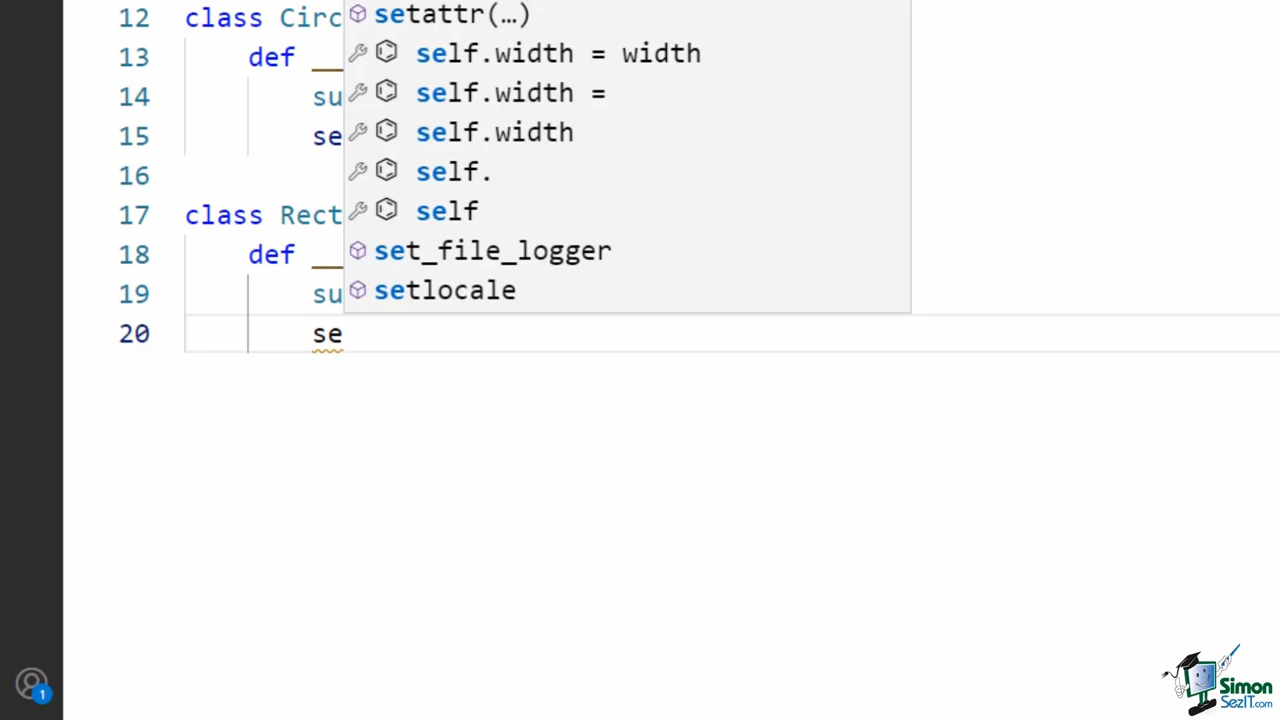 12 class Circ
setattr(…)
13 def __
self.width = width
14 su
self.width =
15 se
self.width
16
self.
17 class Rect
self
18 def __
set_file_logger
19 su
setlocale
20 se
1
Simon
SezIT.com